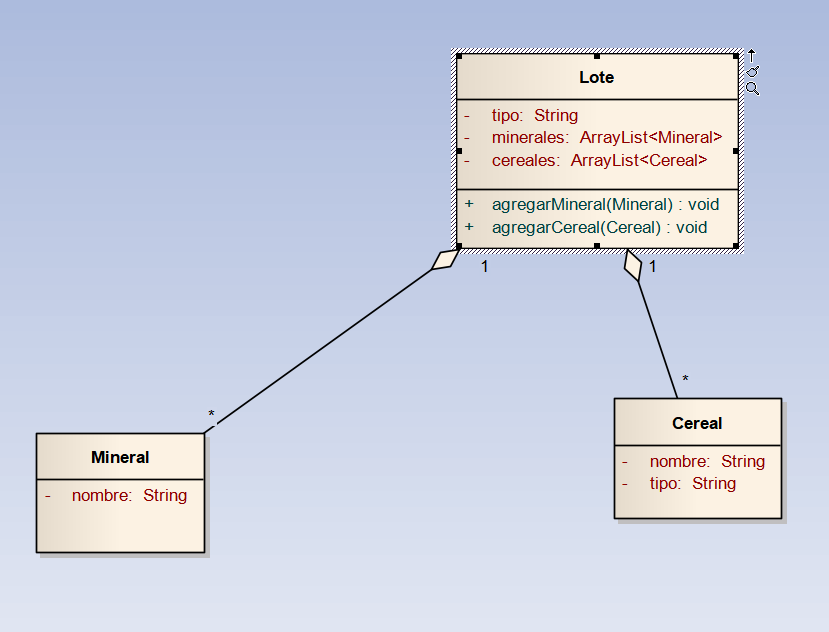 Lote
- tipo: String
- minerales: ArrayList<Mineral>
- cereales: ArrayList<Cereal>
+ agregarMineral(Mineral) : void
+ agregarCereal(Cereal) : void
1
1
*
*
Mineral
- nombre: String
Cereal
- nombre: String
- tipo: String